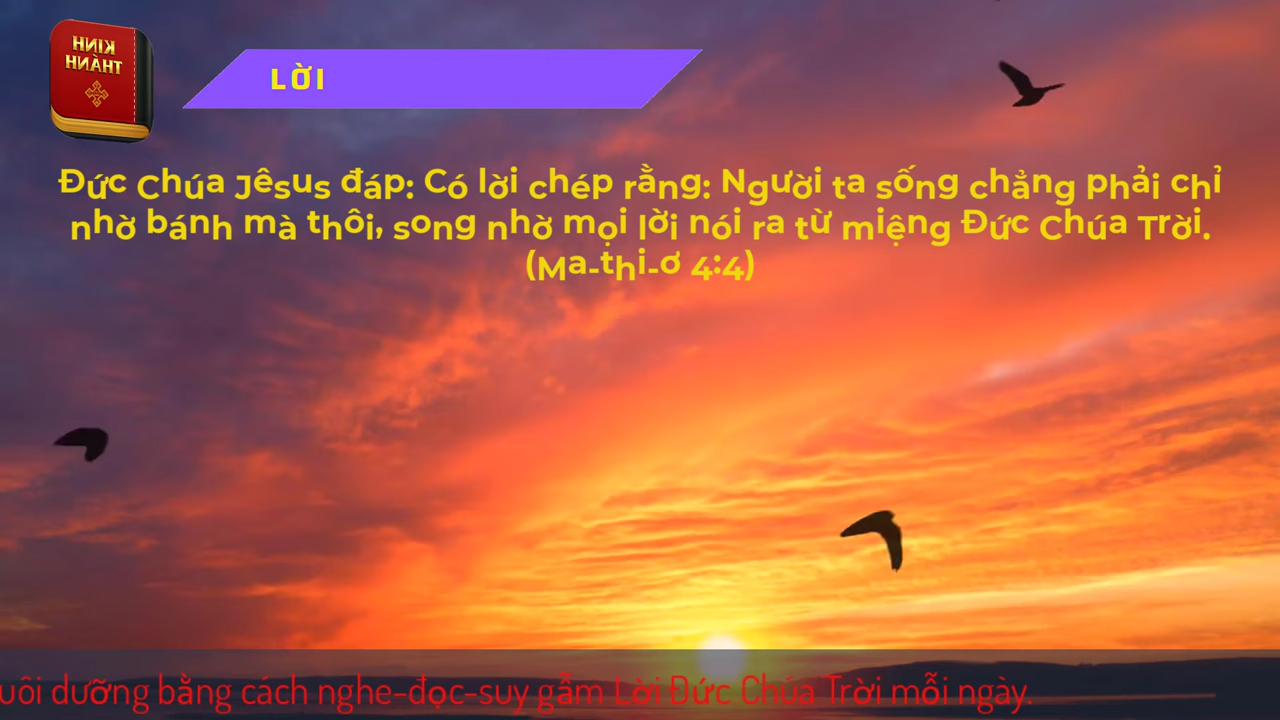 KINH
THÁNH
LỜI
Đức Chúa Jêsus đáp: Có lời chép rằng: Người ta sống chẳng phải chỉ
nhờ bánh mà thôi, song nhờ mọi lời nói ra từ miệng Đức Chúa Trời.
(Ma-thi-ơ 4:4)
dưỡng bằng cách nghe-đọc-suy gẫm Lời Đức Chúa Trời mỗi ngày.